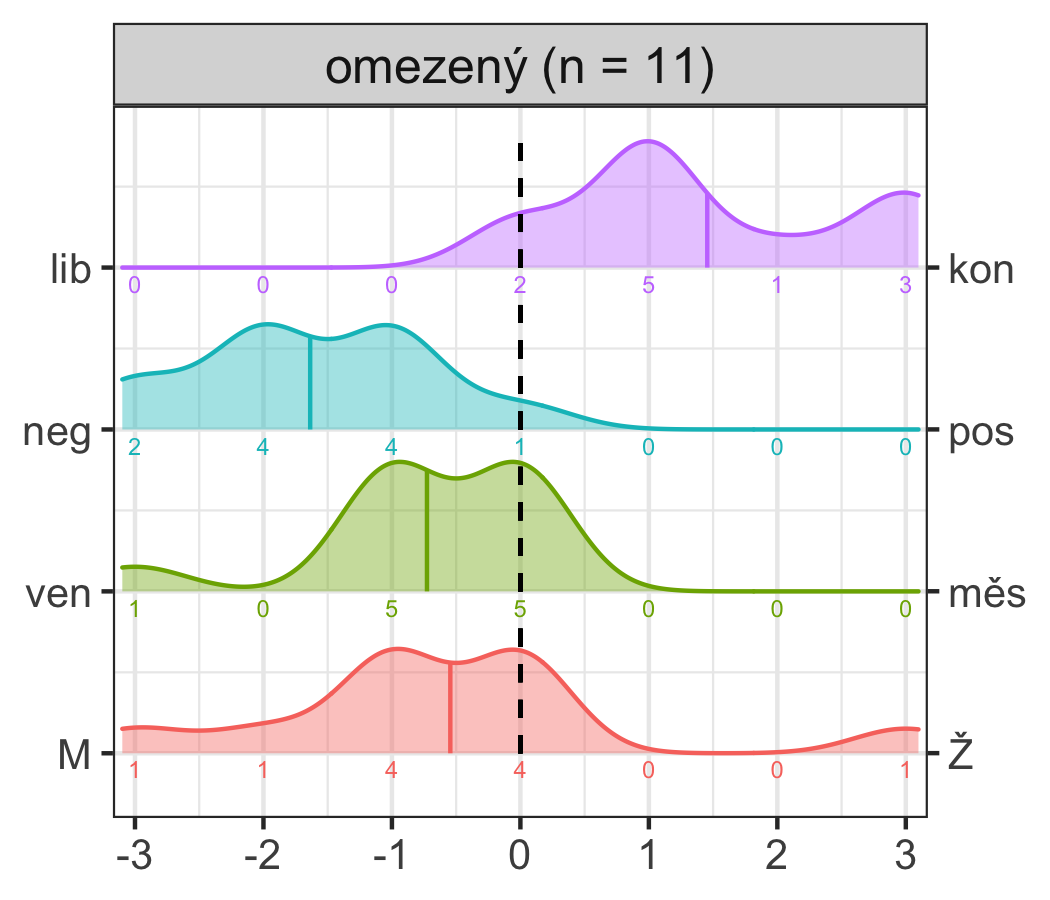 omezený (n = 11)
lib kon
0 0 0 2 5 1 3
neg pos
2 4 4 1 0 0 0
ven měs
1 0 5 5 0 0 0
M Ž
1 1 4 4 0 0 1
-3 -2 -1 0 1 2 3